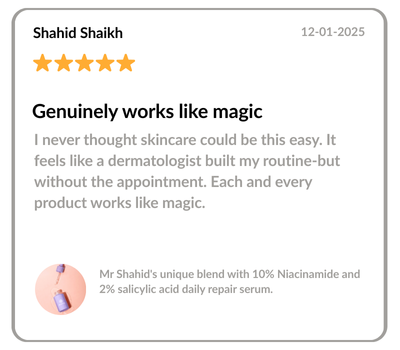 Shahid Shaikh
12-01-2025
Genuinely works like magic
I never thought skincare could be this easy. It
feels like a dermatologist built my routine-but
without the appointment. Each and every
product works like magic.
Mr Shahid's unique blend with 10% Niacinamide and
2% salicylic acid daily repair serum.